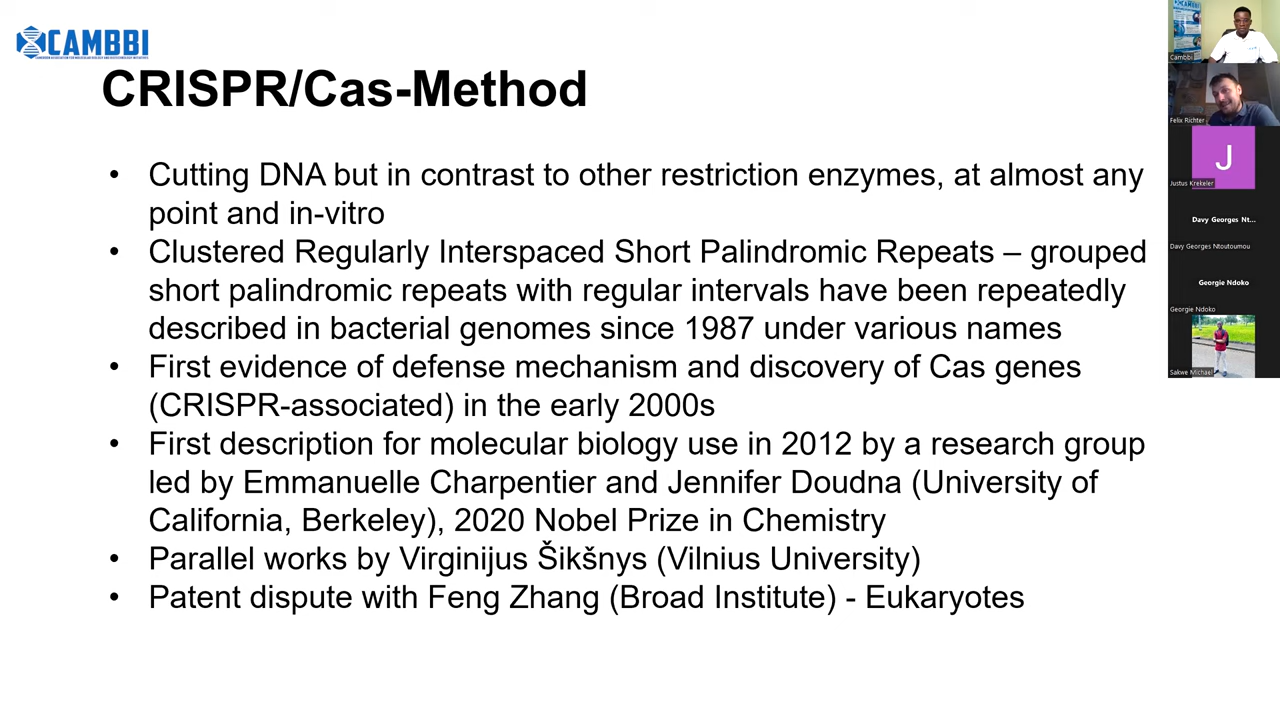 CAMBBI
CRISPR/Cas-Method
• Cutting DNA but in contrast to other restriction enzymes, at almost any
point and in-vitro
• Clustered Regularly Interspaced Short Palindromic Repeats – grouped
short palindromic repeats with regular intervals have been repeatedly
described in bacterial genomes since 1987 under various names
• First evidence of defense mechanism and discovery of Cas genes
(CRISPR-associated) in the early 2000s
• First description for molecular biology use in 2012 by a research group
led by Emmanuelle Charpentier and Jennifer Doudna (University of
California, Berkeley), 2020 Nobel Prize in Chemistry
• Parallel works by Virginijus Šikšnys (Vilnius University)
• Patent dispute with Feng Zhang (Broad Institute) - Eukaryotes
Cambbi
Felix Richter
J
Justus Krekeler
Davy Georges Nt...
Davy Georges Ntoutoumou
Georgie Ndoko
Georgie Ndoko
Sakwe Michael